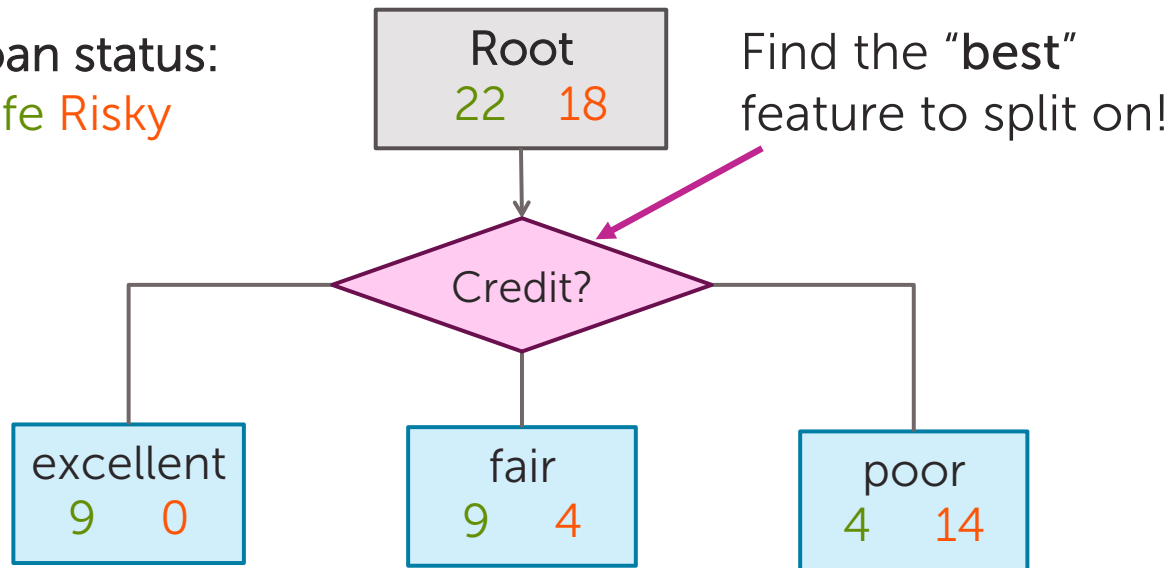 oan status:
fe Risky
Root
22 18
Find the “best”
feature to split on!
Credit?
excellent
9 0
fair
9 4
poor
4 14